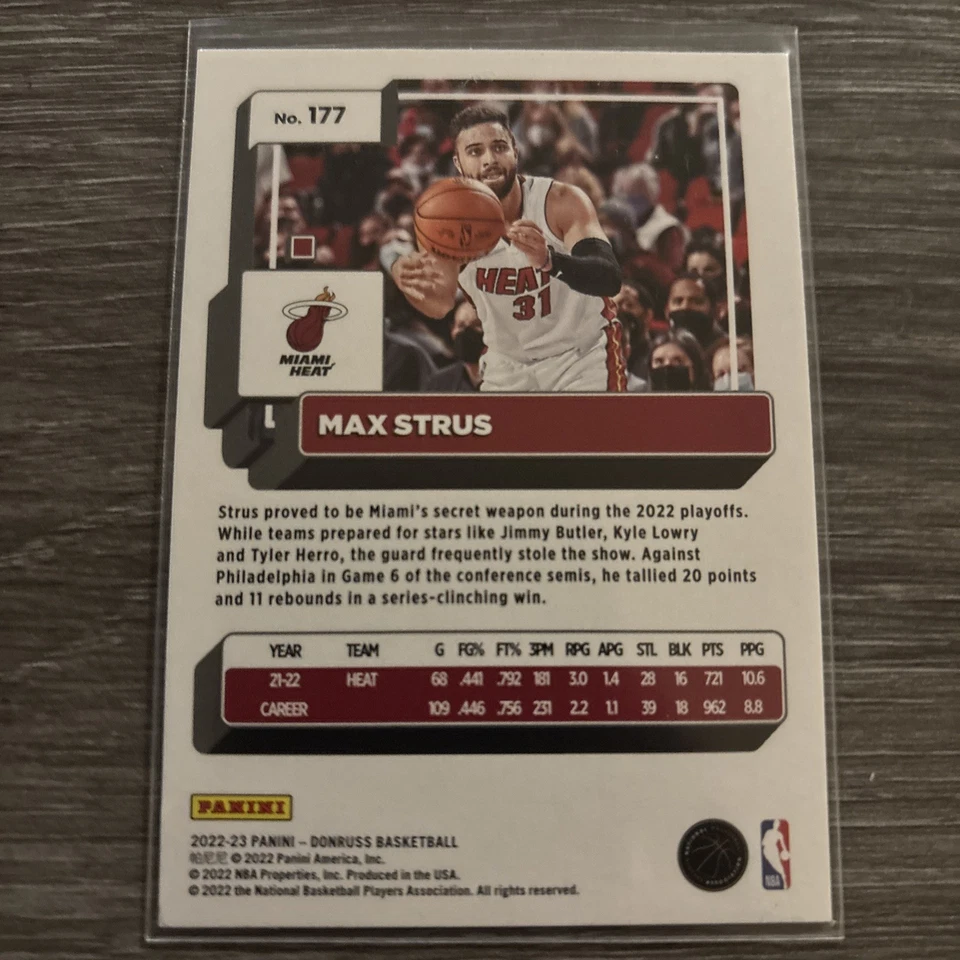 No. 177
HEAT
31
MIAMI
HEAT
MAX STRUS
Strus proved to be Miami's secret weapon during the 2022 playoffs.
While teams prepared for stars like Jimmy Butler, Kyle Lowry
and Tyler Herro, the guard frequently stole the show. Against
Philadelphia in Game 6 of the conference semis, he tallied 20 points
and 11 rebounds in a series-clinching win.
YEAR TEAM G FG% FT% 3PM RPG APG STL BLK PTS PPG
21-22 HEAT 68 .441 .792 181 3.0 1.4 28 16 721 10.6
CAREER 109 .446 .756 231 2.2 1.1 39 18 962 8.8
PANINI
2022-23 PANINI – DONRUSS BASKETBALL
帕尼尼 © 2022 Panini America, Inc.
© 2022 NBA Properties, Inc. Produced in the USA.
© 2022 the National Basketball Players Association. All rights reserved.
NBA